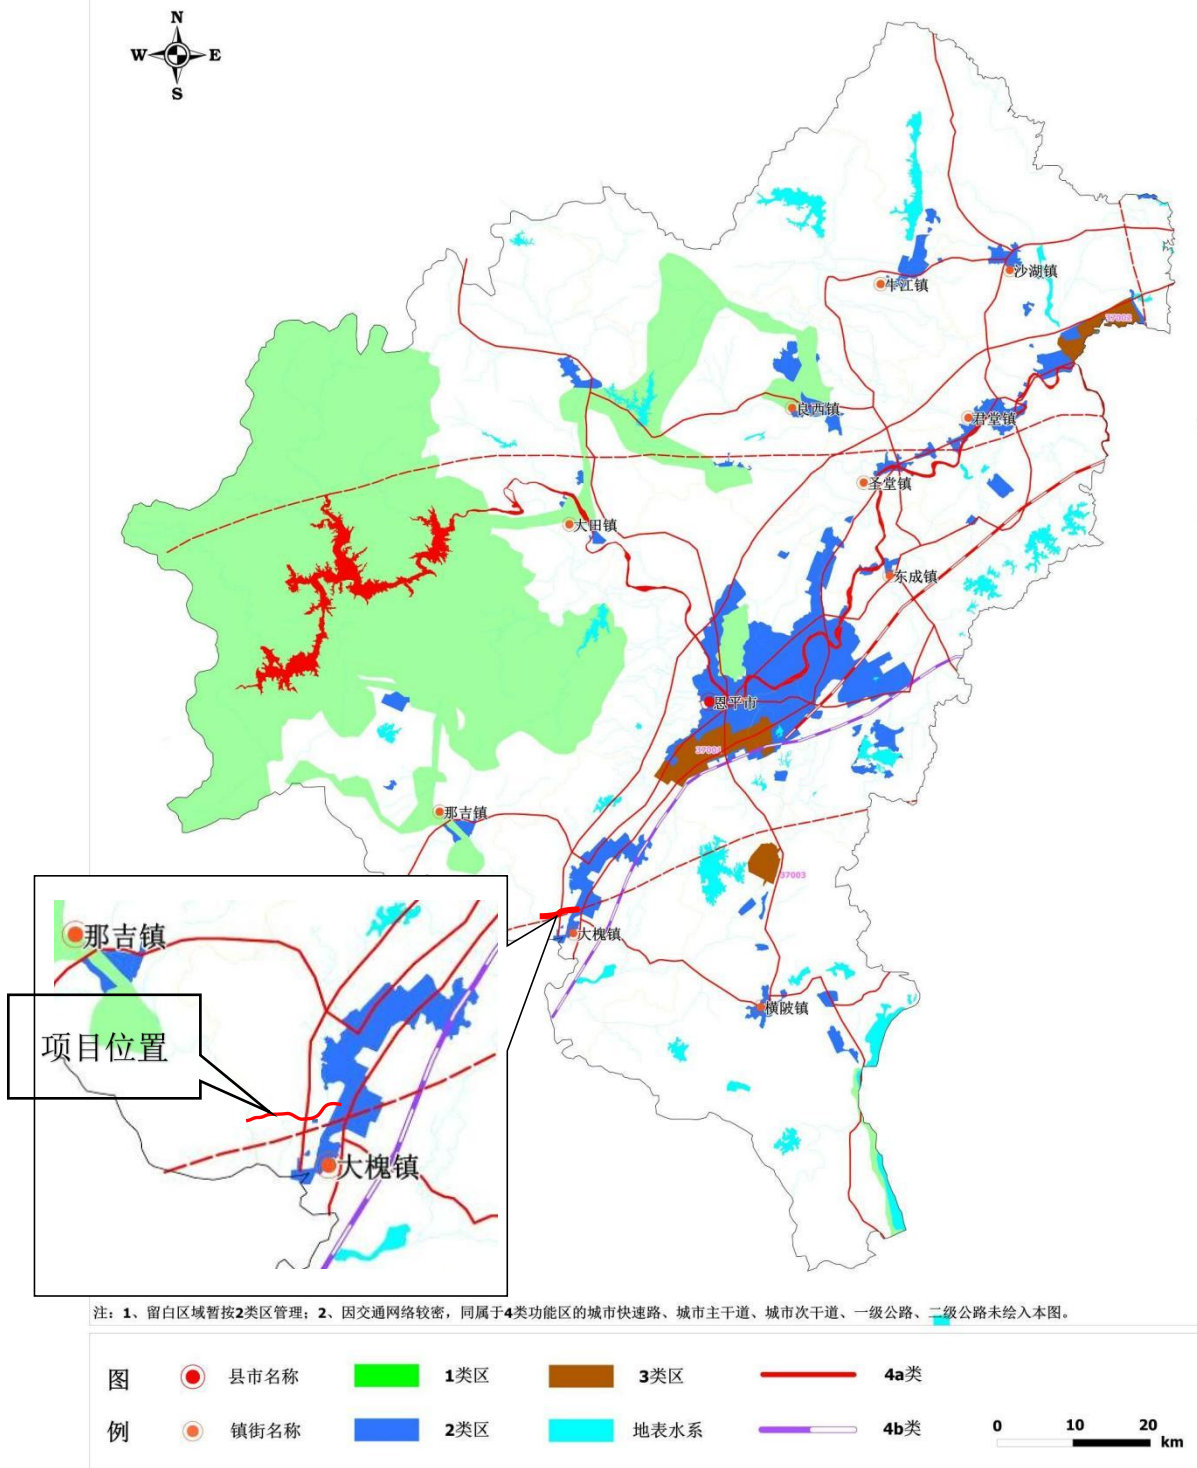 N
W E
S
沙湖镇
牛江镇
37002
良西镇
君堂镇
圣堂镇
大田镇
东成镇
恩平市
37001
那吉镇
37003
大槐镇
横陂镇
那吉镇
项目位置
大槐镇
注：1、留白区域暂按2类区管理；2、因交通网络较密，同属于4类功能区的城市快速路、城市主干道、城市次干道、一级公路、二级公路未绘入本图。
图 县市名称 1类区 3类区 4a类
例 镇街名称 2类区 地表水系 4b类
0 10 20
km